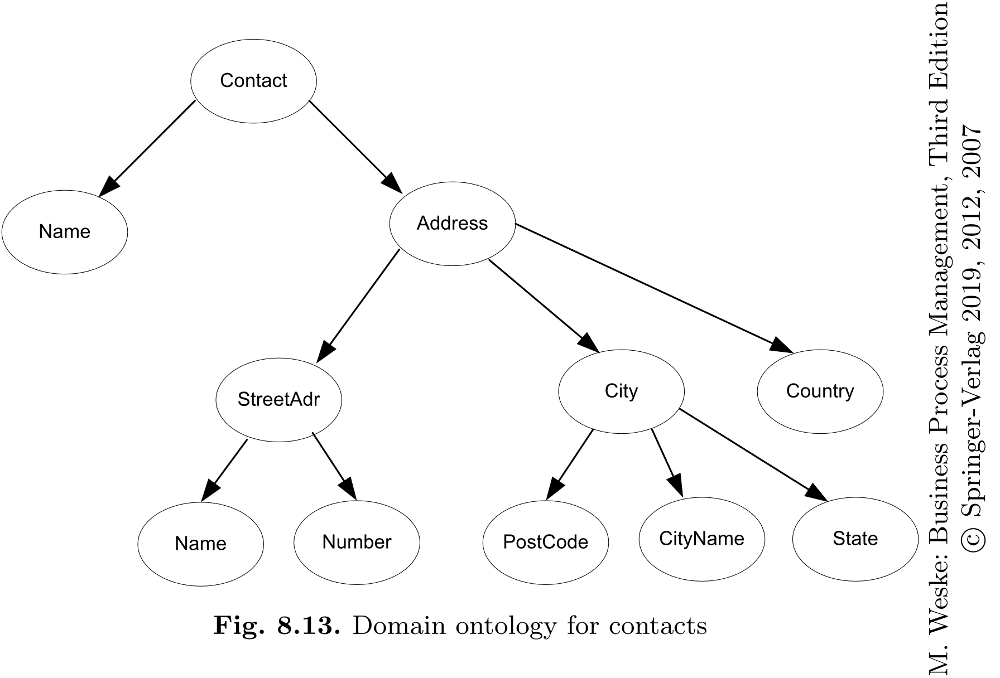 Contact
Name
Address
StreetAdr
City
Country
Name
Number
PostCode
CityName
State
Fig. 8.13. Domain ontology for contacts
M. Weske: Business Process Management, Third Edition
© Springer-Verlag 2019, 2012, 2007